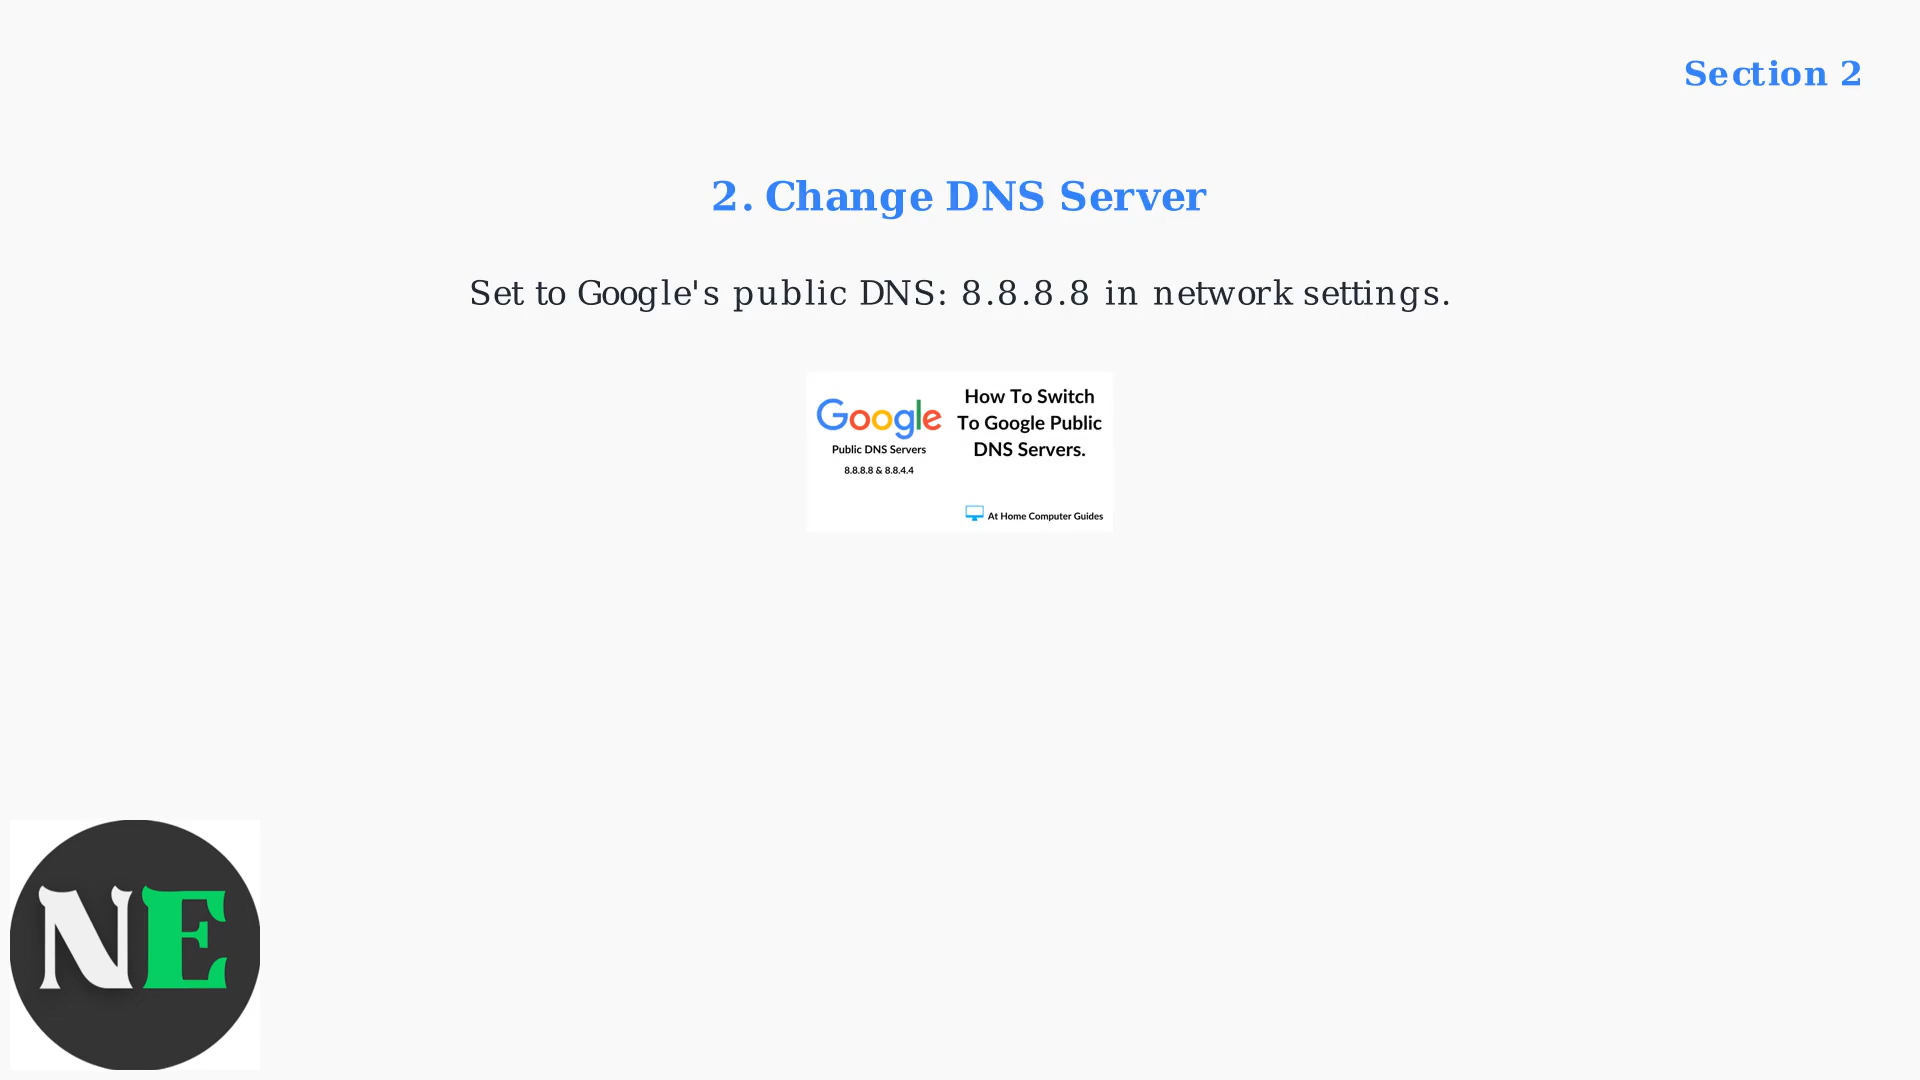 Section 2
2. Change DNS Server
Set to Google's public DNS: 8.8.8.8 in network settings.
Google
Public DNS Servers
8.8.8.8 & 8.8.4.4
How To Switch
To Google Public
DNS Servers.
At Home Computer Guides
NE